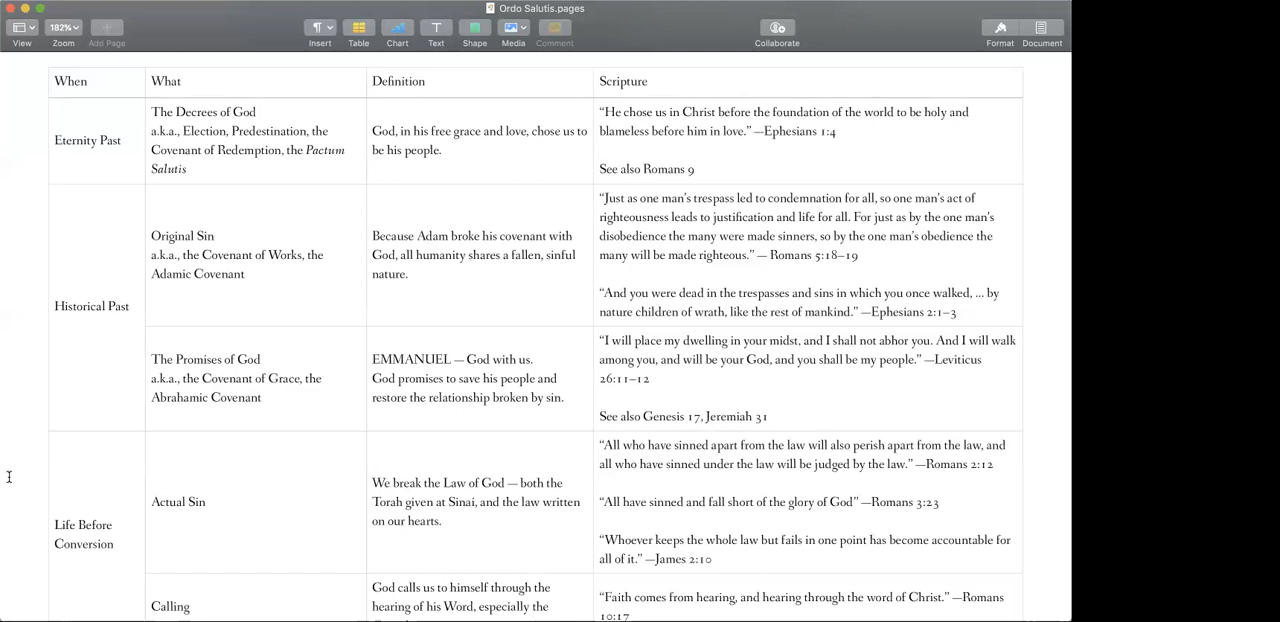 Ordo Salutis.pages
182%
View
Zoom
Add Page
Insert
Table
Chart
Text
Shape
Media
Comment
Collaborate
Format
Document
When
What
Definition
Scripture
Eternity Past
The Decrees of God
a.k.a., Election, Predestination, the
Covenant of Redemption, the Pactum
Salutis
God, in his free grace and love, chose us to
be his people.
“He chose us in Christ before the foundation of the world to be holy and
blameless before him in love.” —Ephesians 1:4
See also Romans 9
Historical Past
Original Sin
a.k.a., the Covenant of Works, the
Adamic Covenant
Because Adam broke his covenant with
God, all humanity shares a fallen, sinful
nature.
“Just as one man’s trespass led to condemnation for all, so one man’s act of
righteousness leads to justification and life for all. For just as by the one man’s
disobedience the many were made sinners, so by the one man’s obedience the
many will be made righteous.” — Romans 5:18–19
“And you were dead in the trespasses and sins in which you once walked, ... by
nature children of wrath, like the rest of mankind.” —Ephesians 2:1–3
The Promises of God
a.k.a., the Covenant of Grace, the
Abrahamic Covenant
EMMANUEL — God with us.
God promises to save his people and
restore the relationship broken by sin.
“I will place my dwelling in your midst, and I shall not abhor you. And I will walk
among you, and will be your God, and you shall be my people.” —Leviticus
26:11–12
See also Genesis 17, Jeremiah 31
Life Before
Conversion
Actual Sin
We break the Law of God — both the
Torah given at Sinai, and the law written
on our hearts.
“All who have sinned apart from the law will also perish apart from the law, and
all who have sinned under the law will be judged by the law.” —Romans 2:12
“All have sinned and fall short of the glory of God” —Romans 3:23
“Whoever keeps the whole law but fails in one point has become accountable for
all of it.” —James 2:10
Calling
God calls us to himself through the
hearing of his Word, especially the
“Faith comes from hearing, and hearing through the word of Christ.” —Romans
10:17